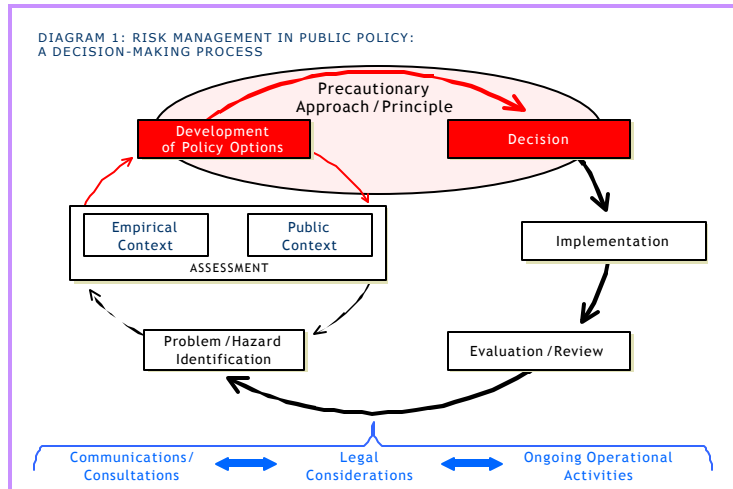 DIAGRAM 1: RISK MANAGEMENT IN PUBLIC POLICY:
A DECISION-MAKING PROCESS
Precautionary
Approach/Principle
Development
of Policy Options
Decision
Empirical
Context
Public
Context
ASSESSMENT
Implementation
Problem/Hazard
Identification
Evaluation/Review
Communications/
Consultations
Legal
Considerations
Ongoing Operational
Activities